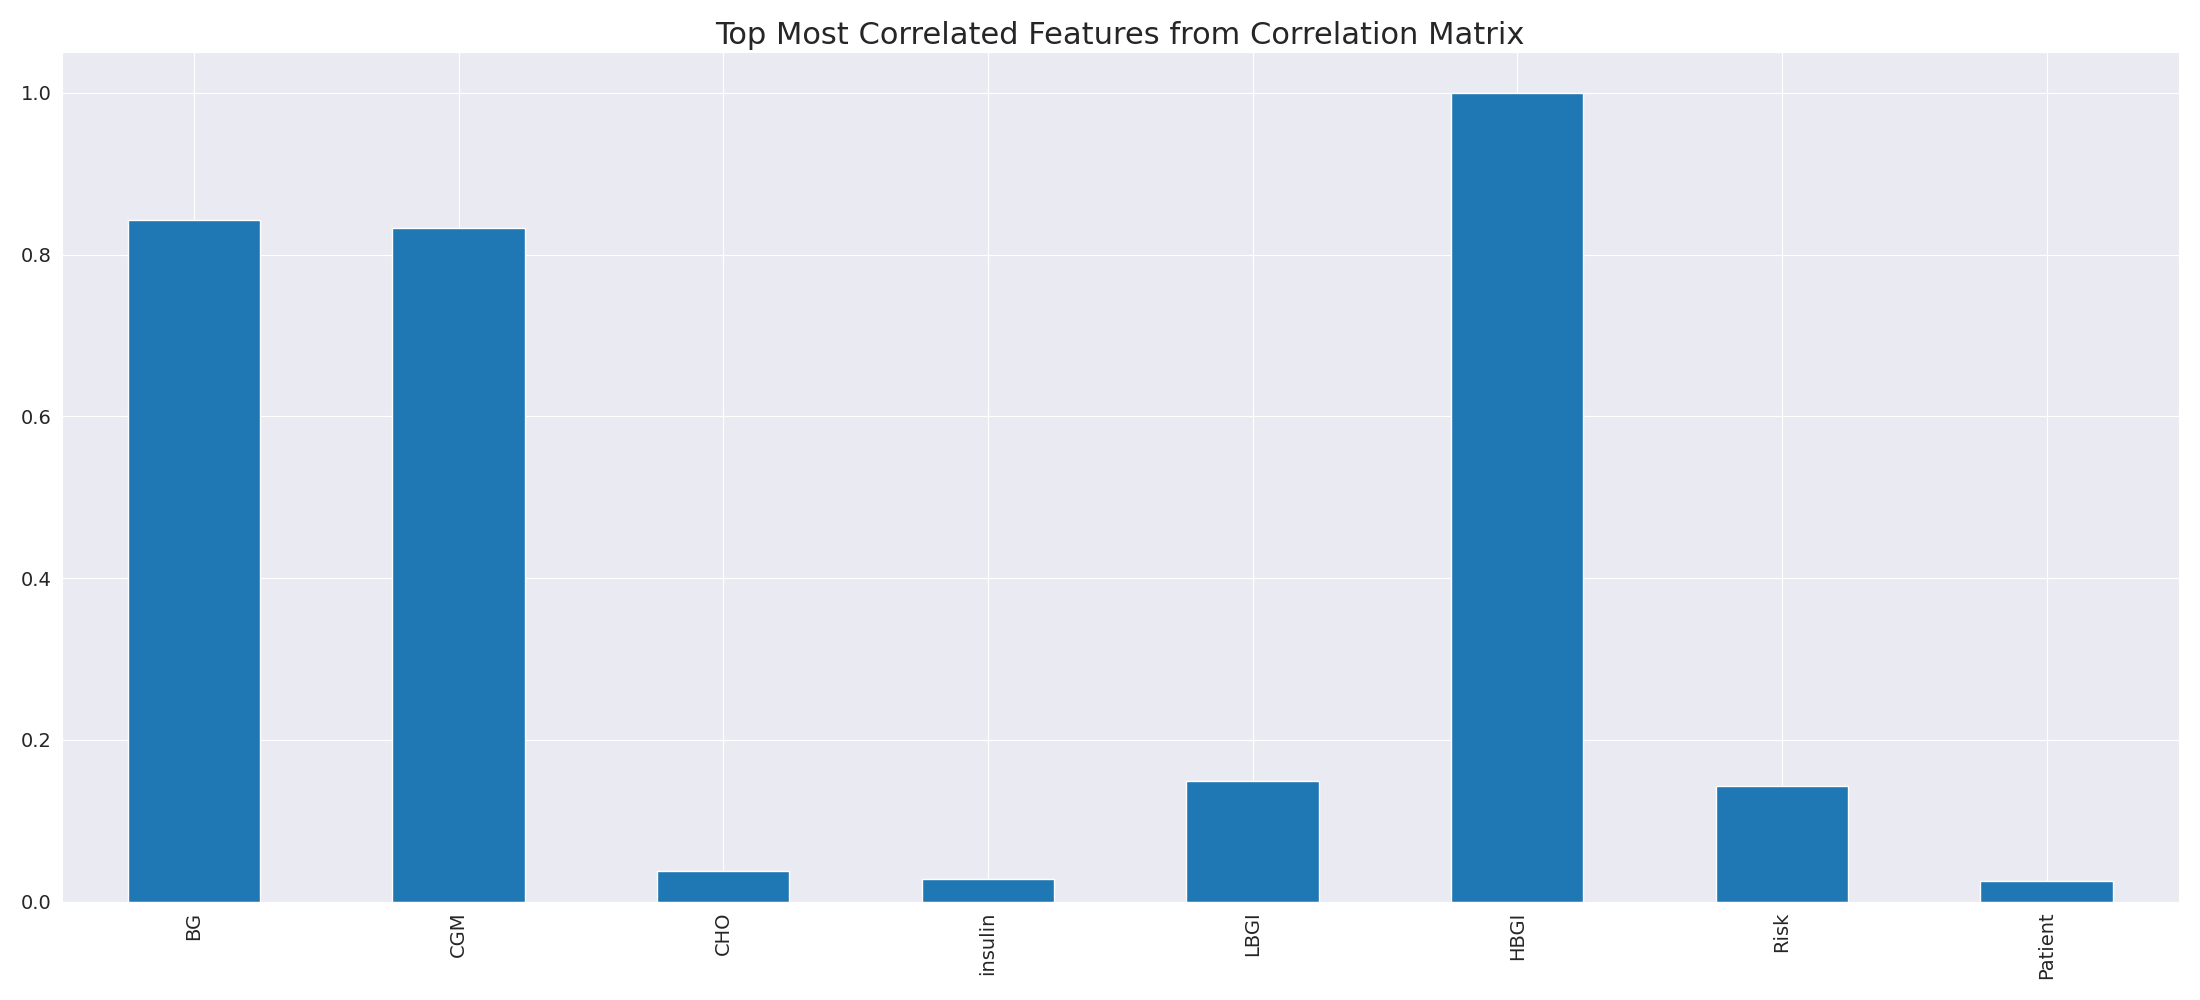 Top Most Correlated Features from Correlation Matrix
1.0
0.8
0.6
0.4
0.2
0.0
BG
CGM
CHO
insulin
LBGI
HBGI
Risk
Patient